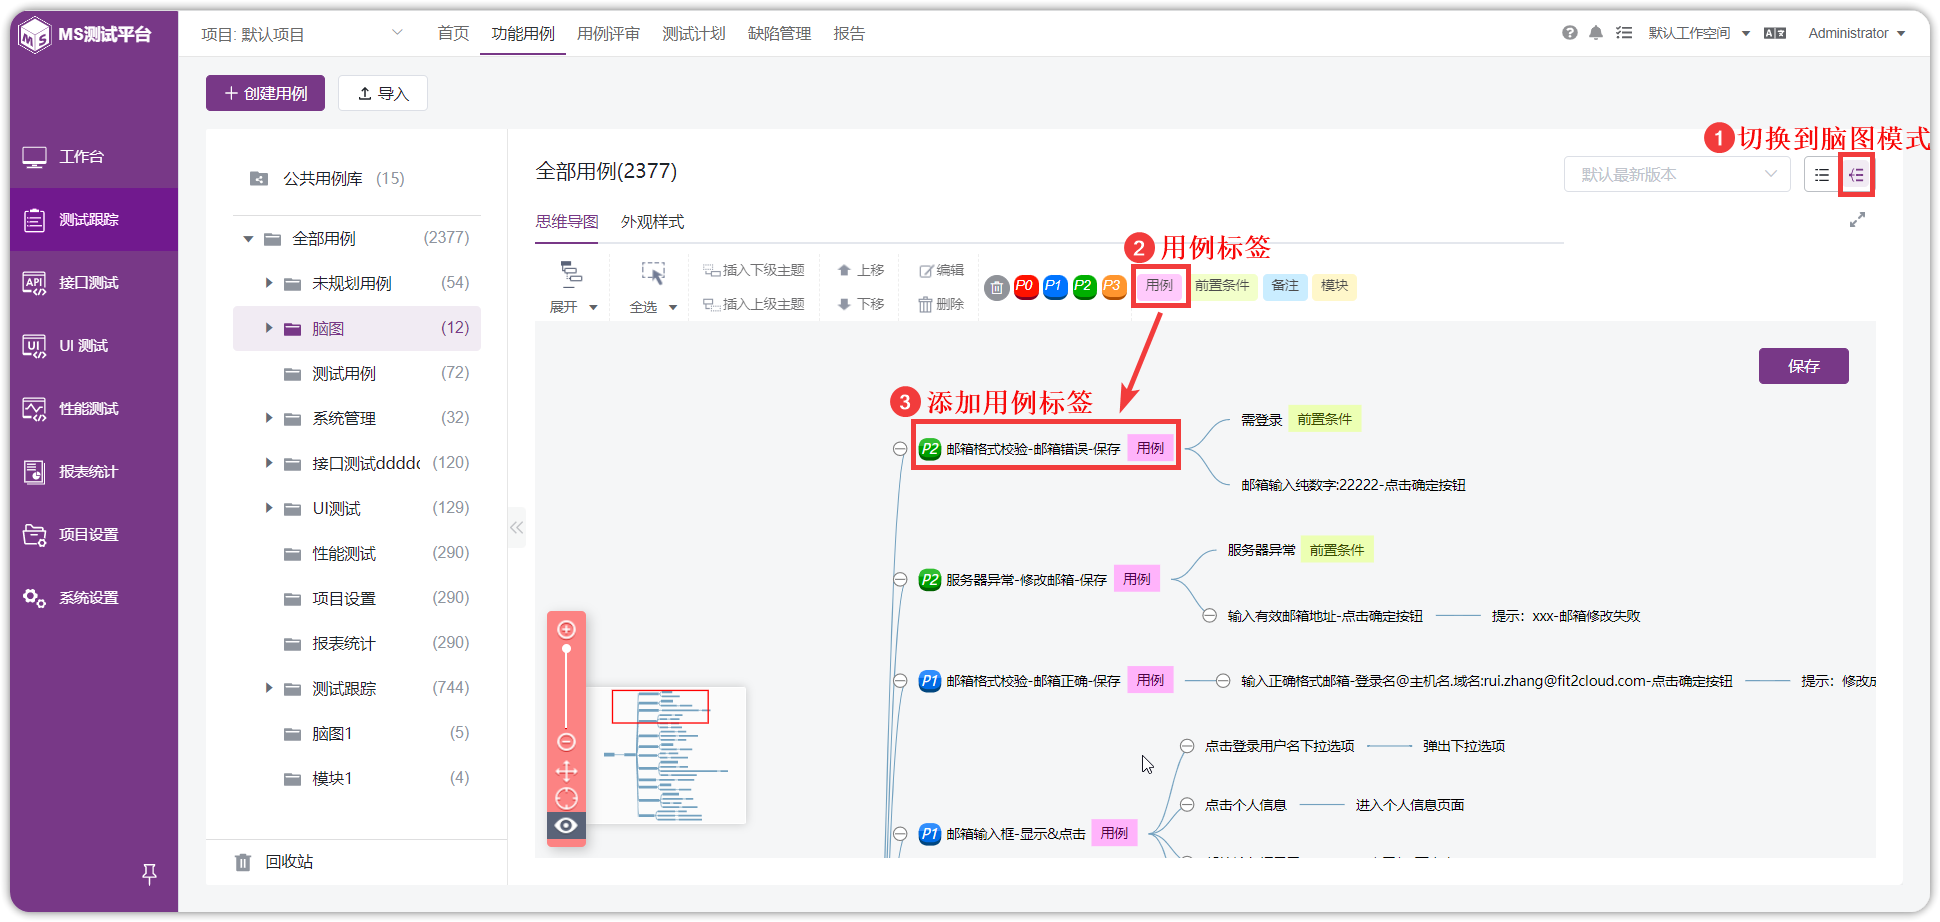 MS测试平台
项目: 默认项目
首页
功能用例
用例评审
测试计划
缺陷管理
报告
默认工作空间
Administrator
工作台
测试跟踪
接口测试
UI 测试
性能测试
报表统计
项目设置
系统设置
创建用例
导入
公共用例库 (15)
全部用例 (2377)
未规划用例 (54)
脑图 (12)
测试用例 (72)
系统管理 (32)
接口测试dddd (120)
UI测试 (129)
性能测试 (290)
项目设置 (290)
报表统计 (290)
测试跟踪 (744)
脑图1 (5)
模块1 (4)
回收站
1 切换到脑图模式
全部用例(2377)
默认最新版本
思维导图
外观样式
2 用例标签
展开
全选
插入下级主题
插入上级主题
上移
下移
编辑
删除
P0 P1 P2 P3 用例 前置条件 备注 模块
保存
3 添加用例标签
P2 邮箱格式校验-邮箱错误-保存 用例
需登录 前置条件
邮箱输入纯数字:22222-点击确定按钮
P2 服务器异常-修改邮箱-保存 用例
服务器异常 前置条件
输入有效邮箱地址-点击确定按钮
提示：xxx-邮箱修改失败
P1 邮箱格式校验-邮箱正确-保存 用例
输入正确格式邮箱-登录名@主机名.域名:rui.zhang@fit2cloud.com-点击确定按钮
提示：修改成
P1 邮箱输入框-显示&点击 用例
点击登录用户名下拉选项
弹出下拉选项
点击个人信息
进入个人信息页面